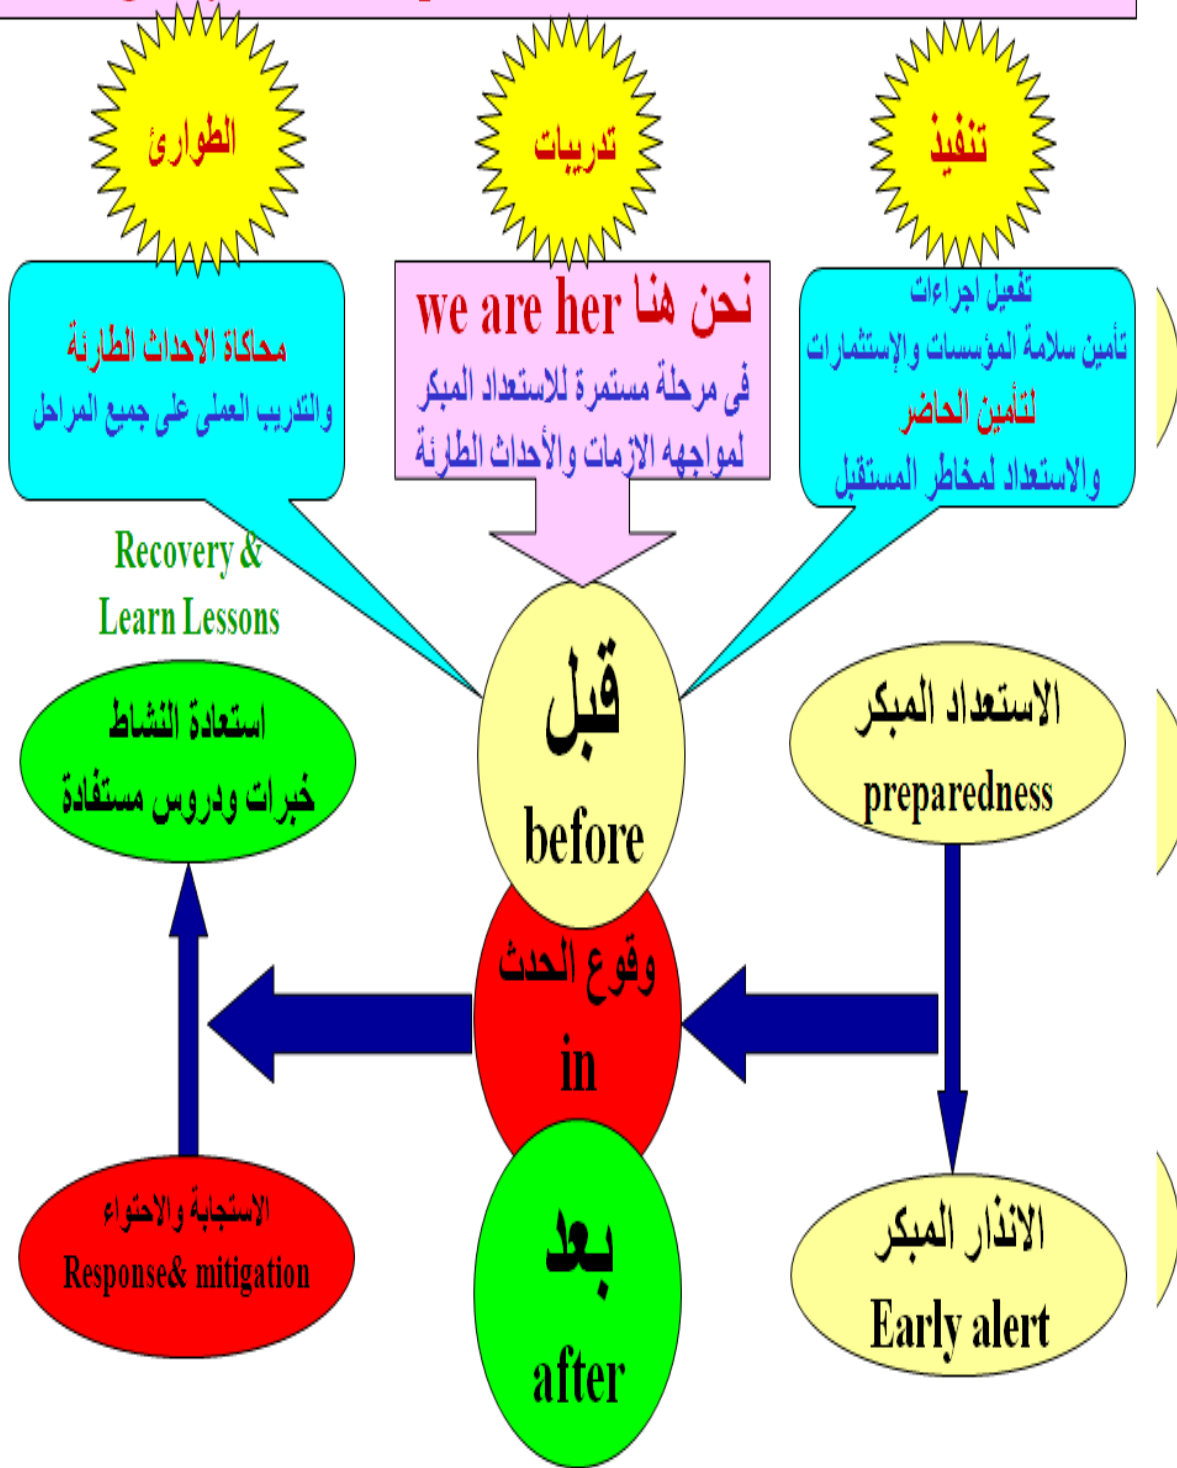 الطوارئ
تدريبات
تنفيذ
محاكاة الاحداث الطارئة
والتدريب العملى على جميع المراحل
نحن هنا we are her
فى مرحلة مستمرة للاستعداد المبكر
لمواجهه الازمات والأحداث الطارئة
تفعيل اجراءات
تأمين سلامة المؤسسات والإستثمارات
لتأمين الحاضر
والاستعداد لمخاطر المستقبل
Recovery &
Learn Lessons
استعادة النشاط
خبرات ودروس مستفادة
قبل
before
الاستعداد المبكر
preparedness
وقوع الحدث
in
الاستجابة والاحتواء
Response& mitigation
بعد
after
الانذار المبكر
Early alert